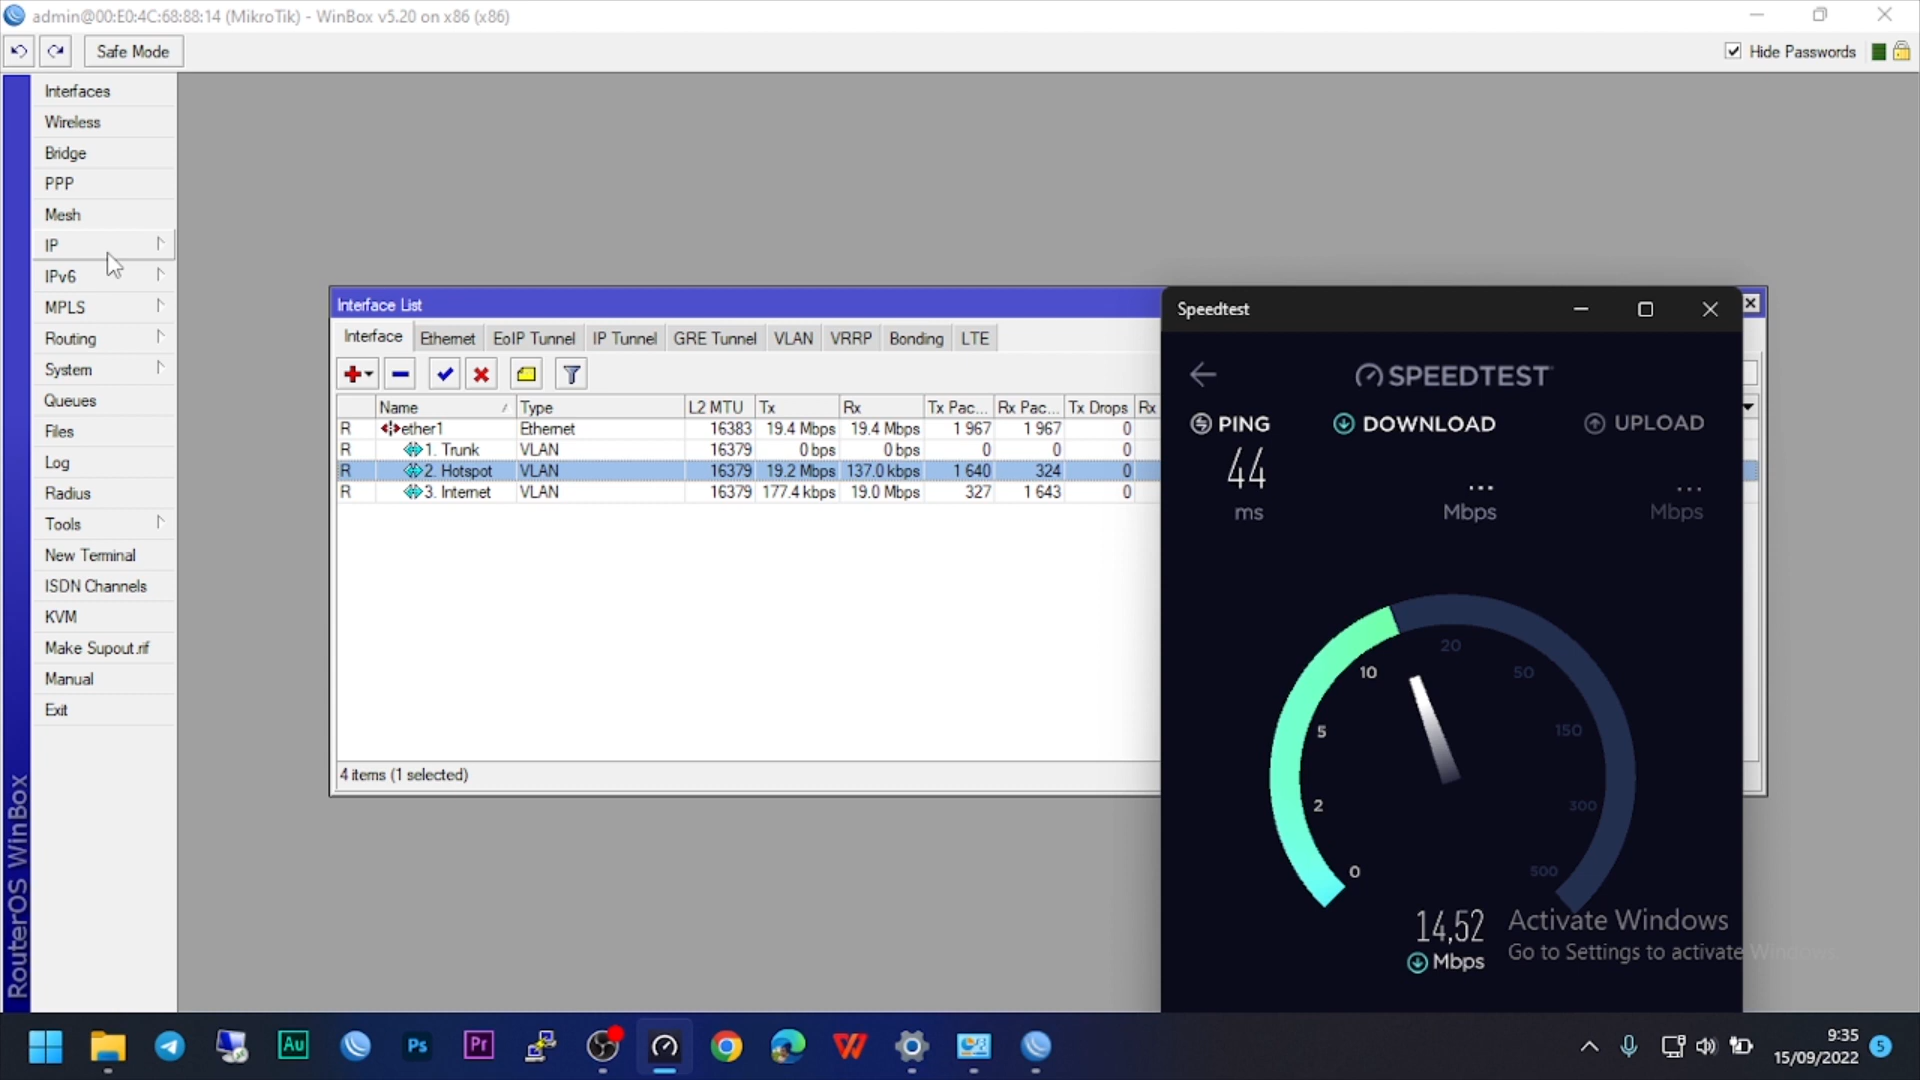 admin@00:E0:4C:68:88:14 (MikroTik) - WinBox v5.20 on x86 (x86)
Safe Mode
Hide Passwords
Interfaces
Wireless
Bridge
PPP
Mesh
IP
IPv6
MPLS
Routing
System
Queues
Files
Log
Radius
Tools
New Terminal
ISDN Channels
KVM
Make Supout.rif
Manual
Exit
RouterOS WinBox
Interface List
Interface Ethernet EoIP Tunnel IP Tunnel GRE Tunnel VLAN VRRP Bonding LTE
Name Type L2 MTU Tx Rx Tx Pac... Rx Pac... Tx Drops Rx
R ether1 Ethernet 16383 19.4 Mbps 19.4 Mbps 1 967 1 967 0
R 1. Trunk VLAN 16379 0 bps 0 bps 0 0 0
R 2. Hotspot VLAN 16379 19.2 Mbps 137.0 kbps 1 640 324 0
R 3. Internet VLAN 16379 177.4 kbps 19.0 Mbps 327 1 643 0
4 items (1 selected)
Speedtest
SPEEDTEST
PING DOWNLOAD UPLOAD
44 ... ...
ms Mbps Mbps
20
10 50
5 150
2 300
0 500
14,52
Mbps
Activate Windows
Go to Settings to activate Windows.
Au
Ps
Pr
9:35
15/09/2022
5